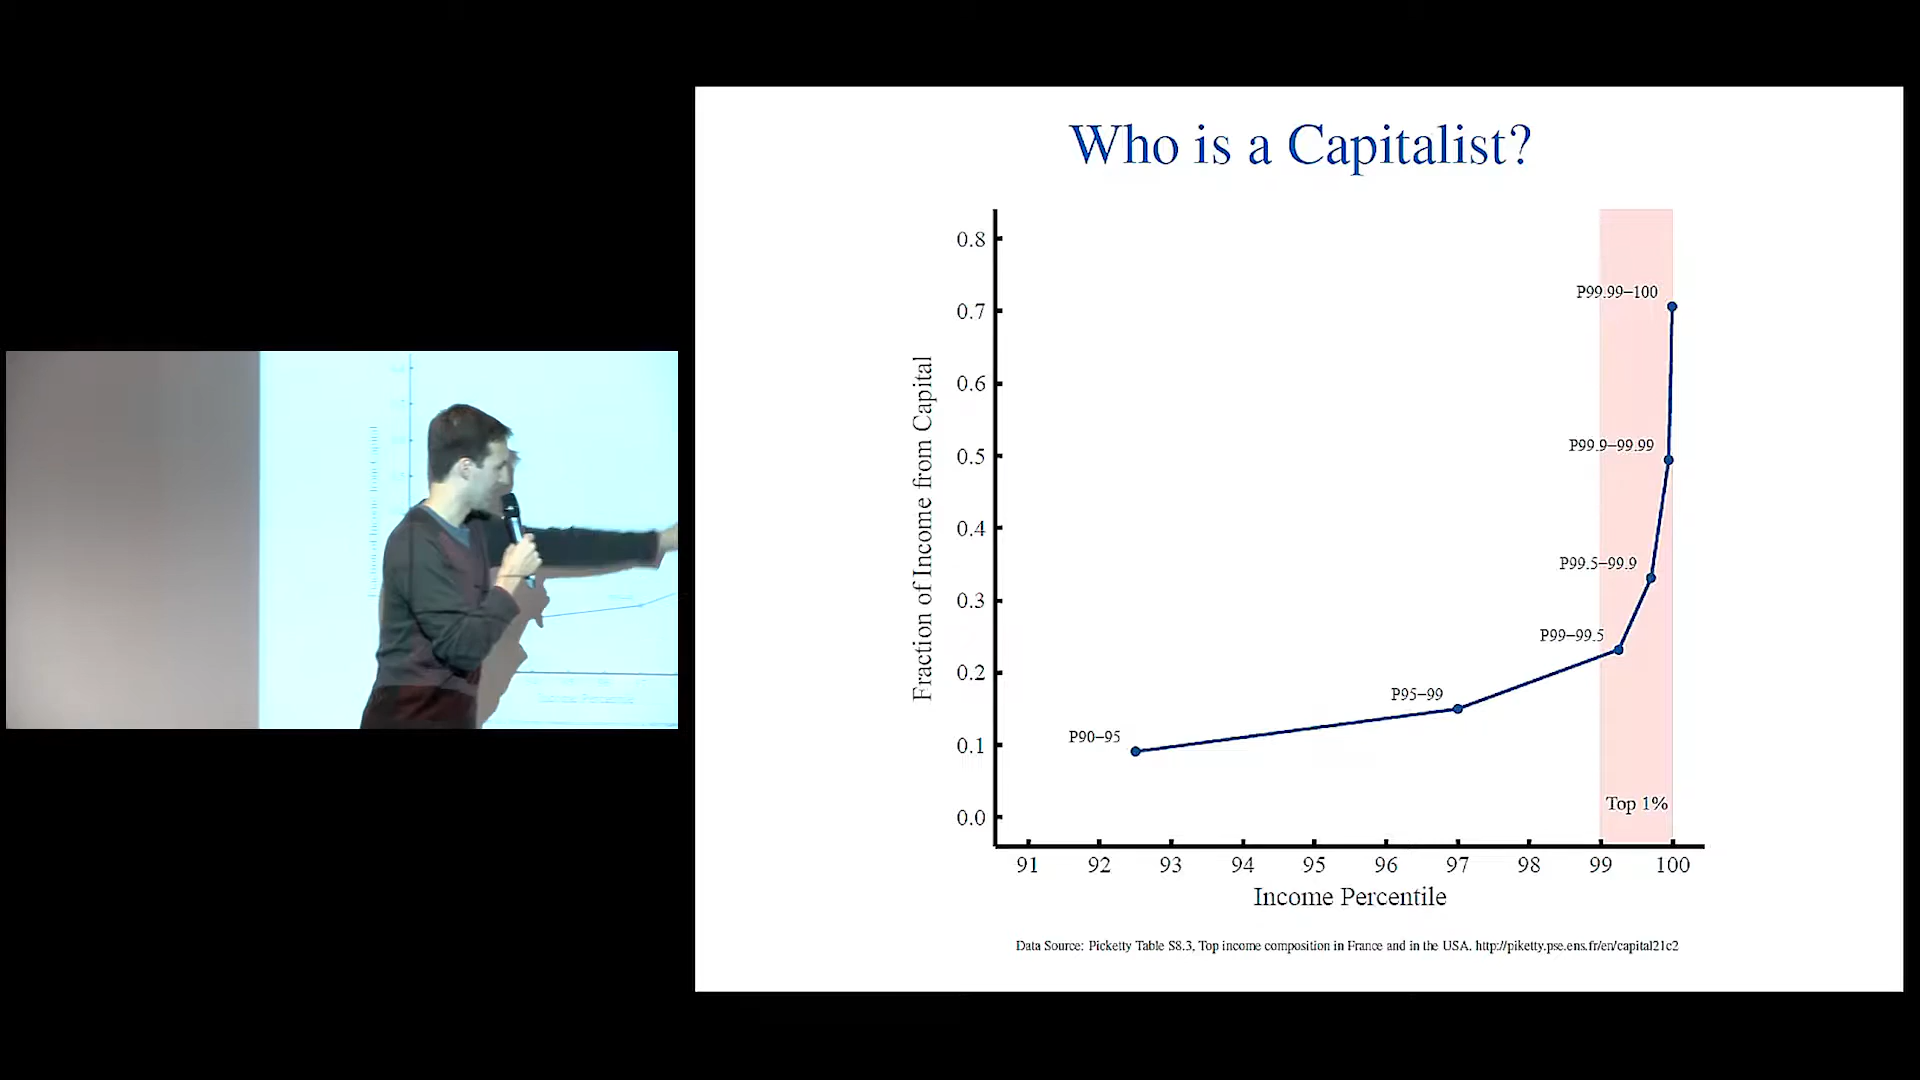 Who is a Capitalist?
Fraction of Income from Capital
0.8
0.7
0.6
0.5
0.4
0.3
0.2
0.1
0.0
P99.99–100
P99.9–99.99
P99.5–99.9
P99–99.5
P95–99
P90–95
Top 1%
91 92 93 94 95 96 97 98 99 100
Income Percentile
Data Source: Picketty Table S8.3, Top income composition in France and in the USA. http://piketty.pse.ens.fr/en/capital21c2
Income Percentile